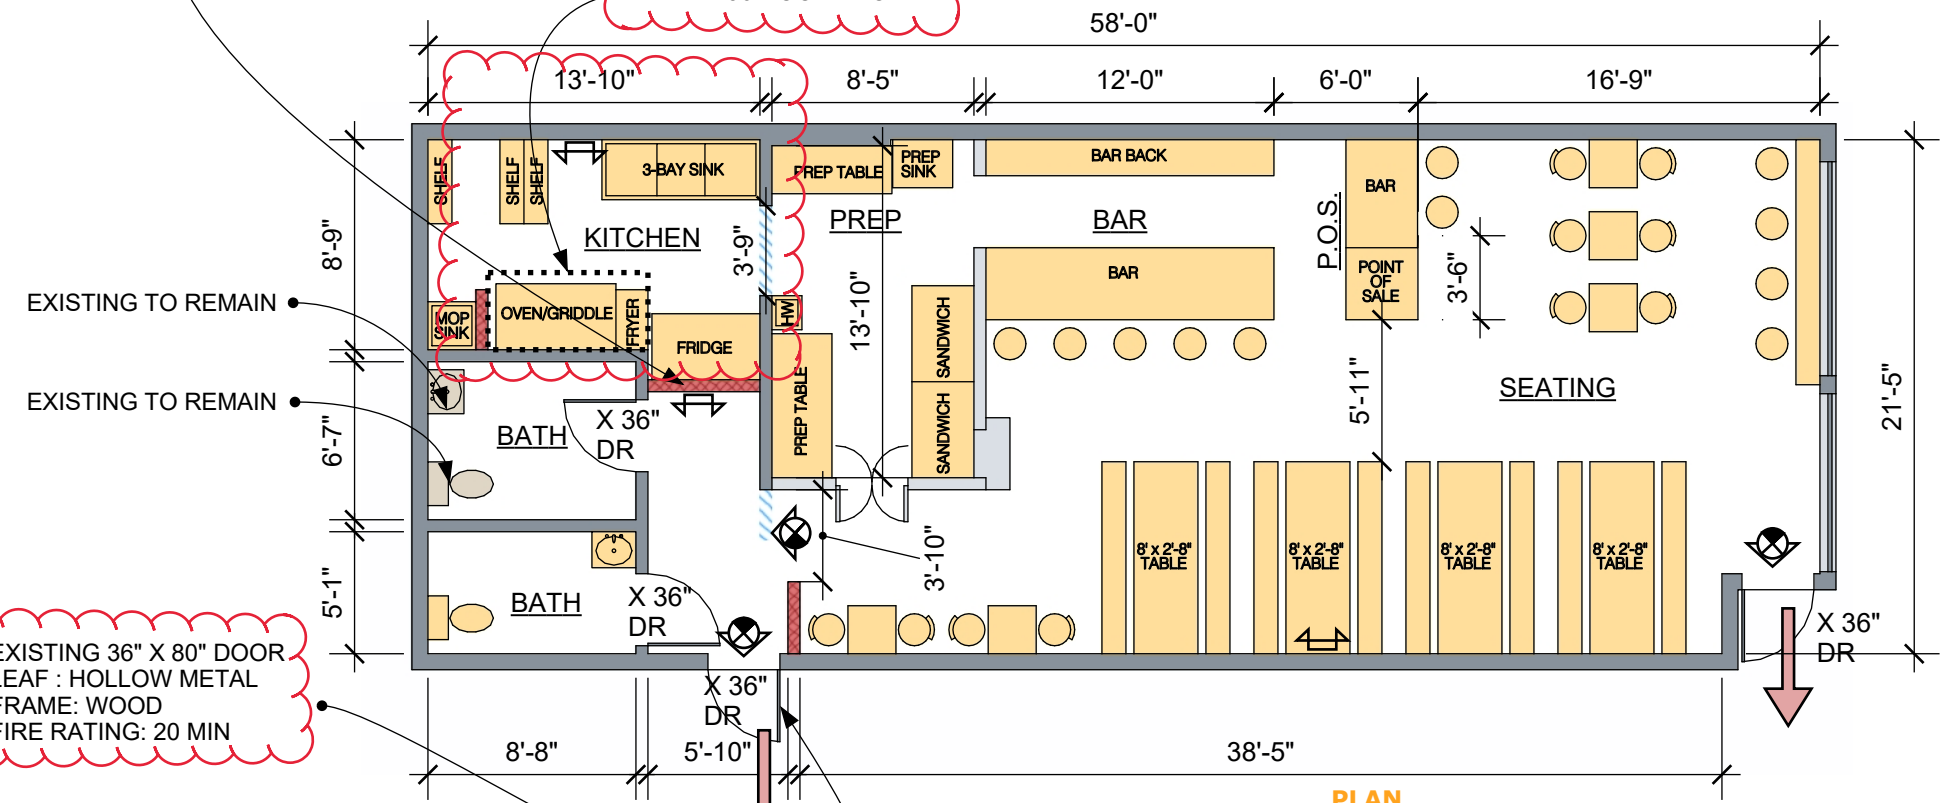 58'-0"
13'-10"
8'-5"
12'-0"
6'-0"
16'-9"
SHELF
SHELF
SHELF
3-BAY SINK
PREP TABLE
PREP
SINK
BAR BACK
BAR
KITCHEN
PREP
BAR
P.O.S.
8'-9"
3'-9"
13'-10"
BAR
POINT
OF
SALE
3'-6"
EXISTING TO REMAIN
MOP
SINK
OVEN/GRIDDLE
FRYER
HW
FRIDGE
SANDWICH
SANDWICH
PREP TABLE
5'-11"
SEATING
21'-5"
EXISTING TO REMAIN
6'-7"
BATH
X 36"
DR
3'-10"
8' x 2'-8"
TABLE
8' x 2'-8"
TABLE
8' x 2'-8"
TABLE
8' x 2'-8"
TABLE
5'-1"
BATH
X 36"
DR
X 36"
DR
EXISTING 36" X 80" DOOR
LEAF : HOLLOW METAL
FRAME: WOOD
FIRE RATING: 20 MIN
X 36"
DR
8'-8"
5'-10"
38'-5"
PLAN